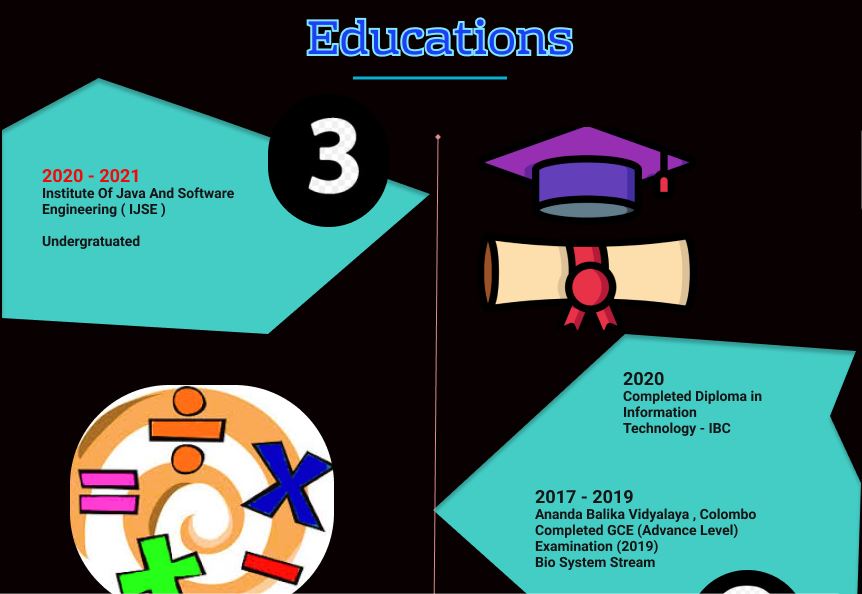 Educations
3
2020 - 2021
Institute Of Java And Software
Engineering ( IJSE )
Undergratuated
2020
Completed Diploma in
Information
Technology - IBC
2017 - 2019
Ananda Balika Vidyalaya , Colombo
Completed GCE (Advance Level)
Examination (2019)
Bio System Stream